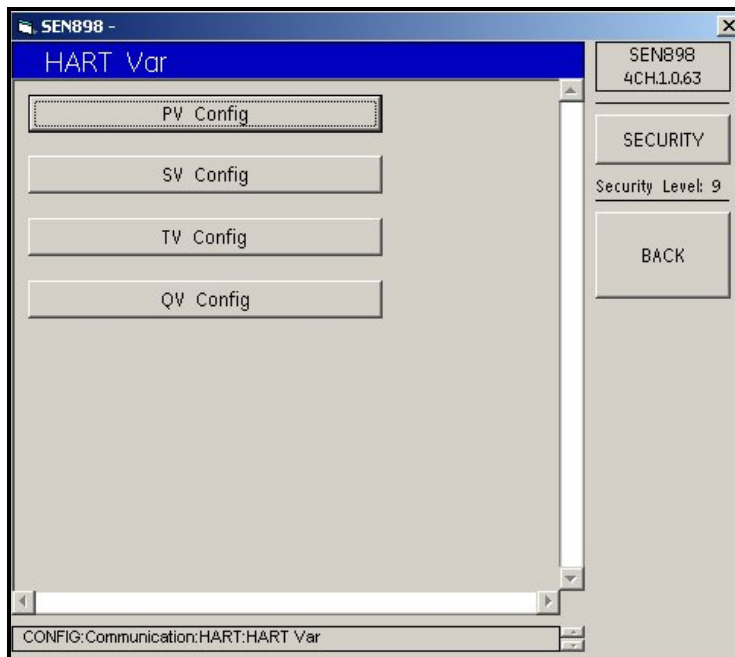 SEN898 -
HART Var
PV Config
SV Config
TV Config
QV Config
SEN898
4CH.1.0.63
SECURITY
Security Level: 9
BACK
CONFIG:Communication:HART:HART Var